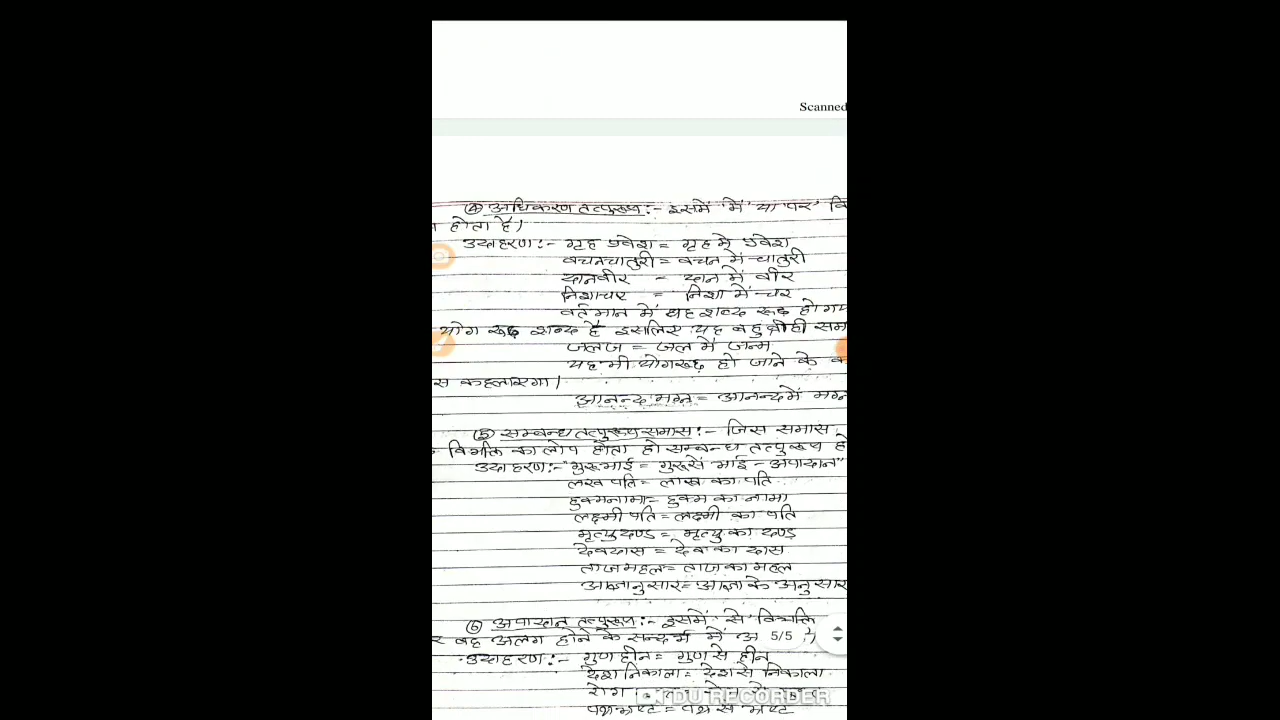 Scanned
④ अधिकरण तत्पुरूष :- इसमें 'में' या 'पर' वि
होता है।
उदाहरण :- गृह प्रवेश = गृह में प्रवेश
वचनचातुरी = वचन में चातुरी
दानवीर = दान में वीर
निशाचर = निशा में चर
वर्तमान में यह शब्द रूढ़ हो गय
योग रूढ़ शब्द है इसलिए यह बहुब्रीही सम
जलज = जल में जन्म
यह भी योगरूढ़ हो जाने के क
स कहलाएगा।
आनन्द मग्न = आनन्द में मग्न
⑤ सम्बन्ध तत्पुरूष समास :- जिस समास
विभक्ति का लोप होता हो सम्बन्ध तत्पुरूष हो
उदाहरण :- "गुरूभाई = गुरू से भाई - अपादान"
लखपति = लाख का पति
हुक्मनामा = हुक्म का नामा
लक्ष्मीपति = लक्ष्मी का पति
मृत्युदण्ड = मृत्यु का दण्ड
देवदास = देव का दास
ताजमहल = ताज का महल
आज्ञानुसार = आज्ञा के अनुसार
⑥ अपादान तत्पुरूष :- इसमें 'से' विभक्ति
र वह अलग होने के सन्दर्भ में अ 5/5
उदाहरण :- गुणहीन = गुण से हीन
देश निकाला = देश से निकाला
रोग
पथभ्रष्ट = पथ से भ्रष्ट
DU RECORDER